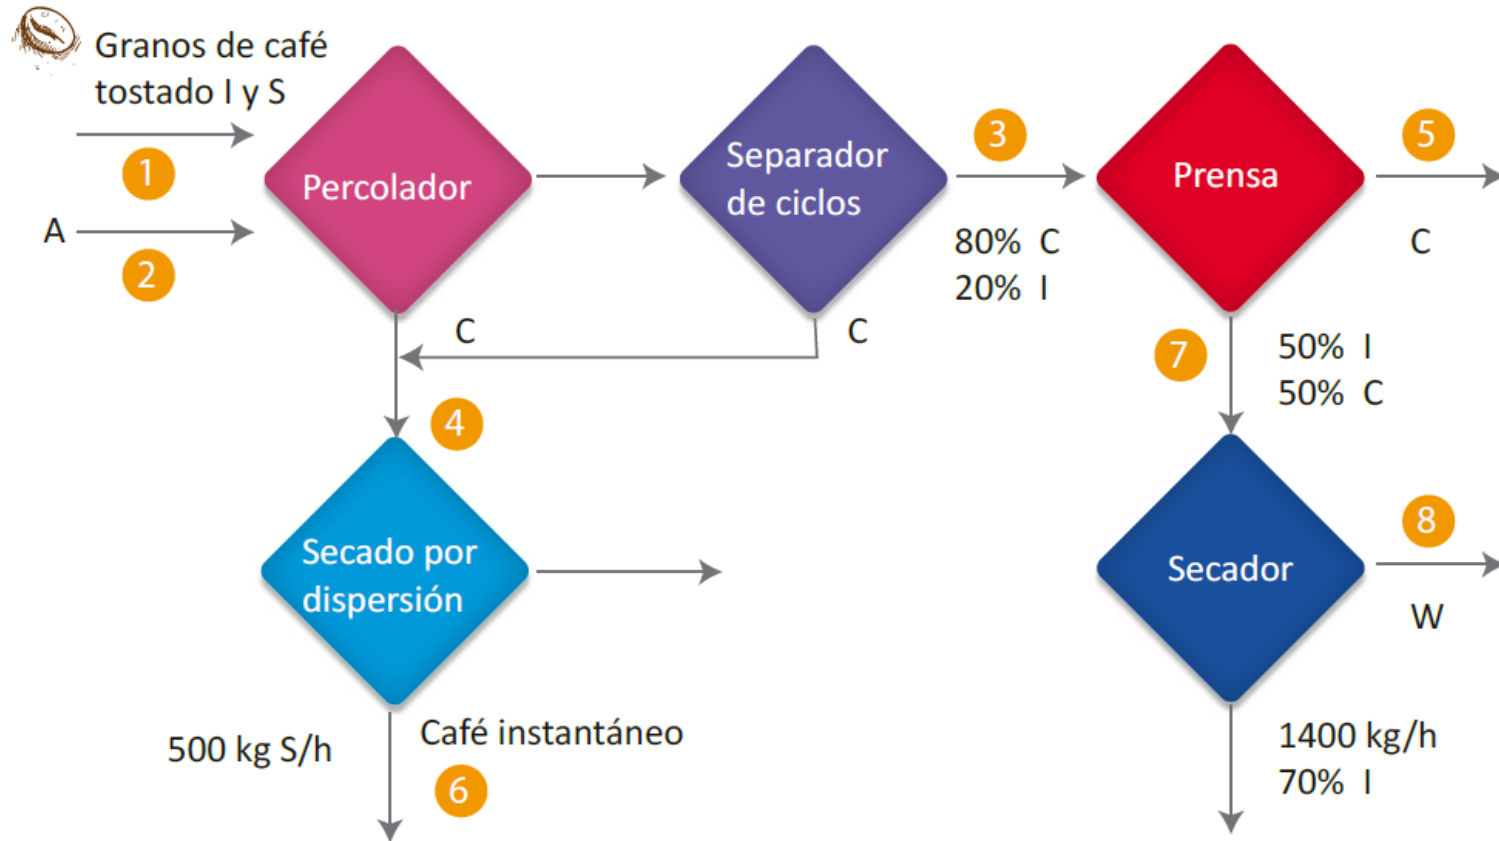 Granos de café
tostado I y S
1
A
2
Percolador
Separador
de ciclos
3
80% C
20% I
Prensa
5
C
C
C
4
7
50% I
50% C
Secado por
dispersión
Secador
8
W
500 kg S/h
Café instantáneo
6
1400 kg/h
70% I